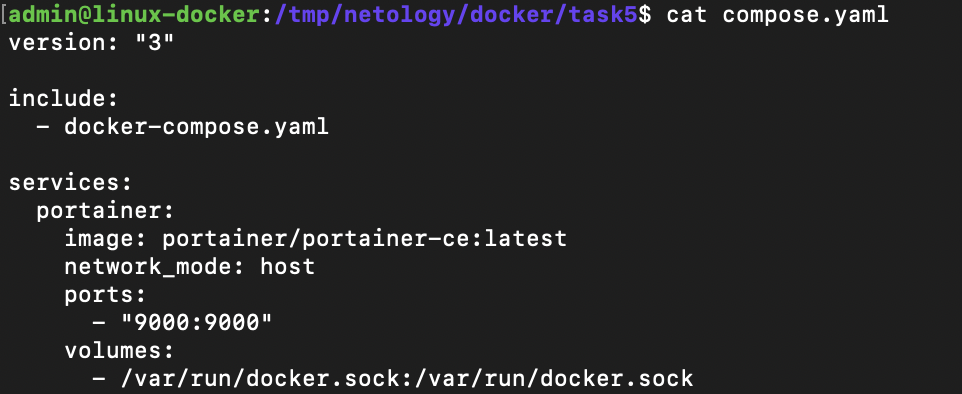 [admin@linux-docker:/tmp/netology/docker/task5$ cat compose.yaml
version: "3"

include:
  - docker-compose.yaml

services:
  portainer:
    image: portainer/portainer-ce:latest
    network_mode: host
    ports:
      - "9000:9000"
    volumes:
      - /var/run/docker.sock:/var/run/docker.sock